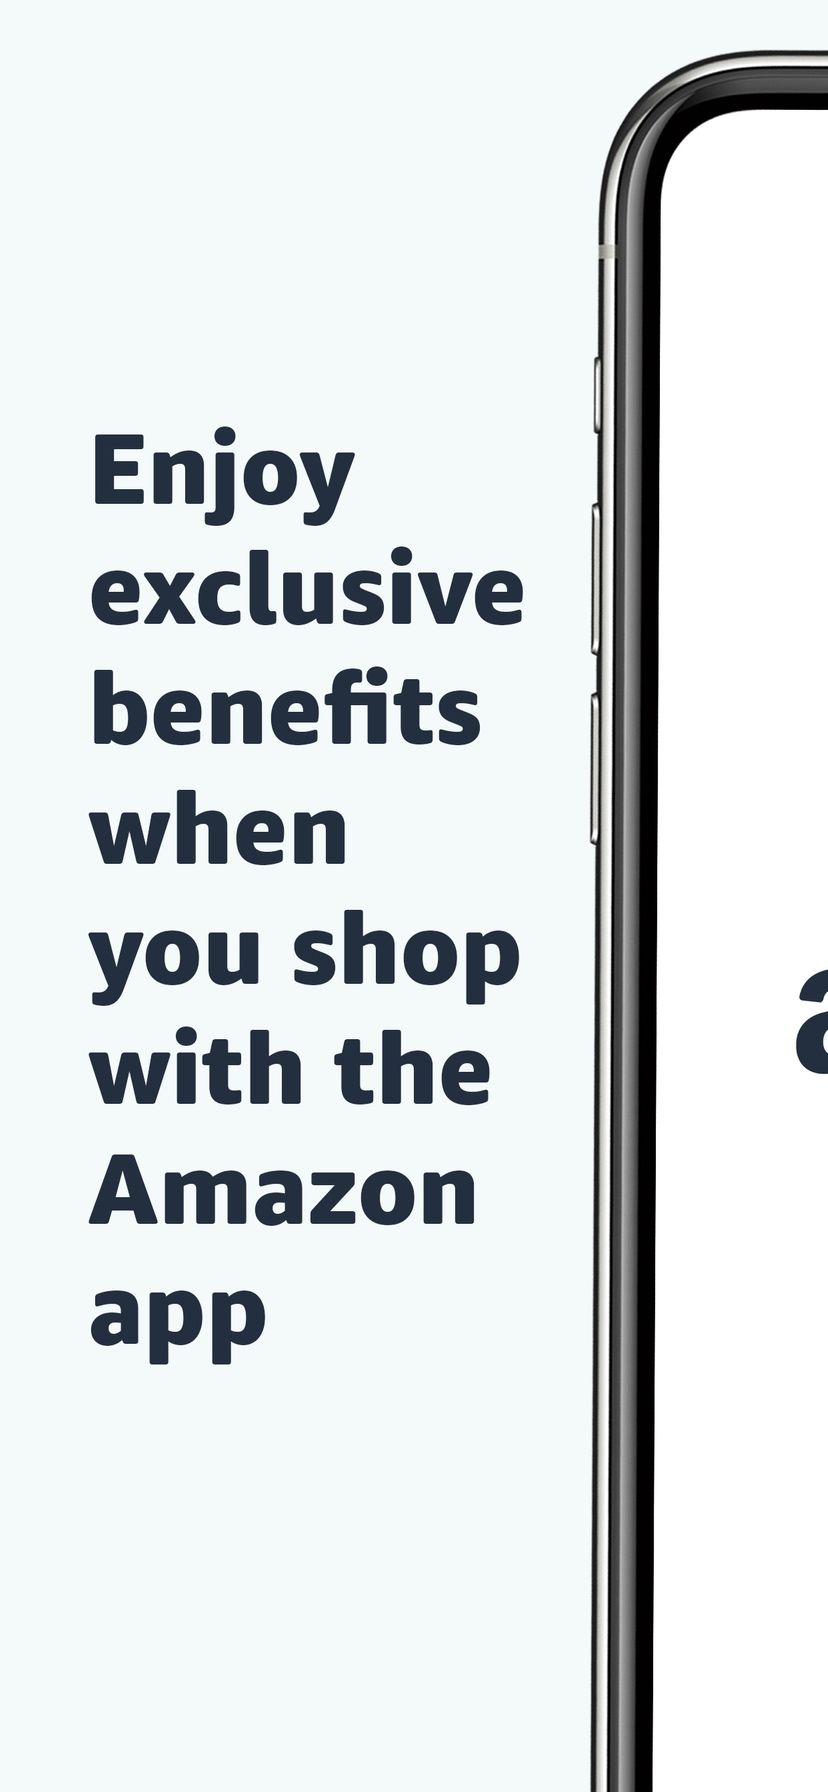 Enjoy
exclusive
benefits
when
you shop
with the
Amazon
app
a